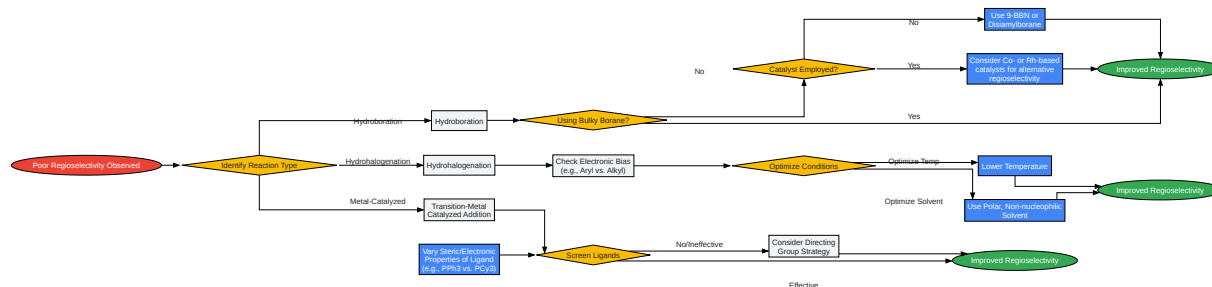 Use 9-BBN or
Disiamylborane
No
Catalyst Employed?
Yes
Consider Co- or Rh-based
catalysts for alternative
regioselectivity
Improved Regioselectivity
No
Hydroboration
Hydroboration
Using Bulky Borane?
Yes
Poor Regioselectivity Observed
Identify Reaction Type
Hydrohalogenation
Hydrohalogenation
Check Electronic Bias
(e.g., Aryl vs. Alkyl)
Optimize Conditions
Optimize Temp
Lower Temperature
Improved Regioselectivity
Optimize Solvent
Use Polar, Non-nucleophilic
Solvent
Metal-Catalyzed
Transition-Metal
Catalyzed Addition
Vary Steric/Electronic
Properties of Ligand
(e.g., PPh3 vs. PCy3)
Screen Ligands
No/Ineffective
Consider Directing
Group Strategy
Improved Regioselectivity
Effective